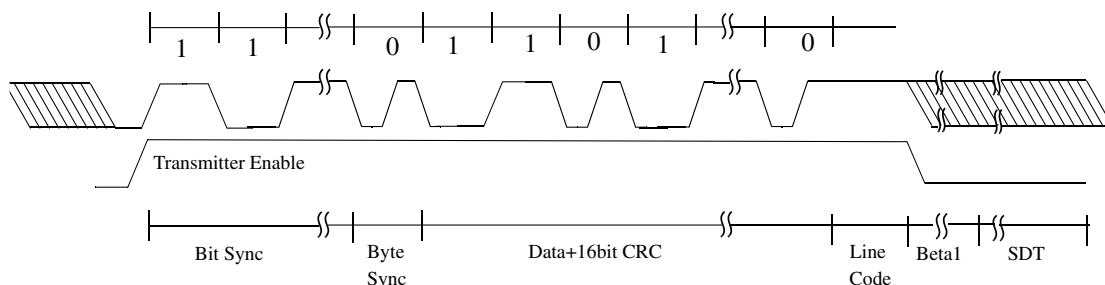 1 1 0 1 1 0 1 0
Transmitter Enable
Bit Sync
Byte
Sync
Data+16bit CRC
Line
Code
Beta1
SDT